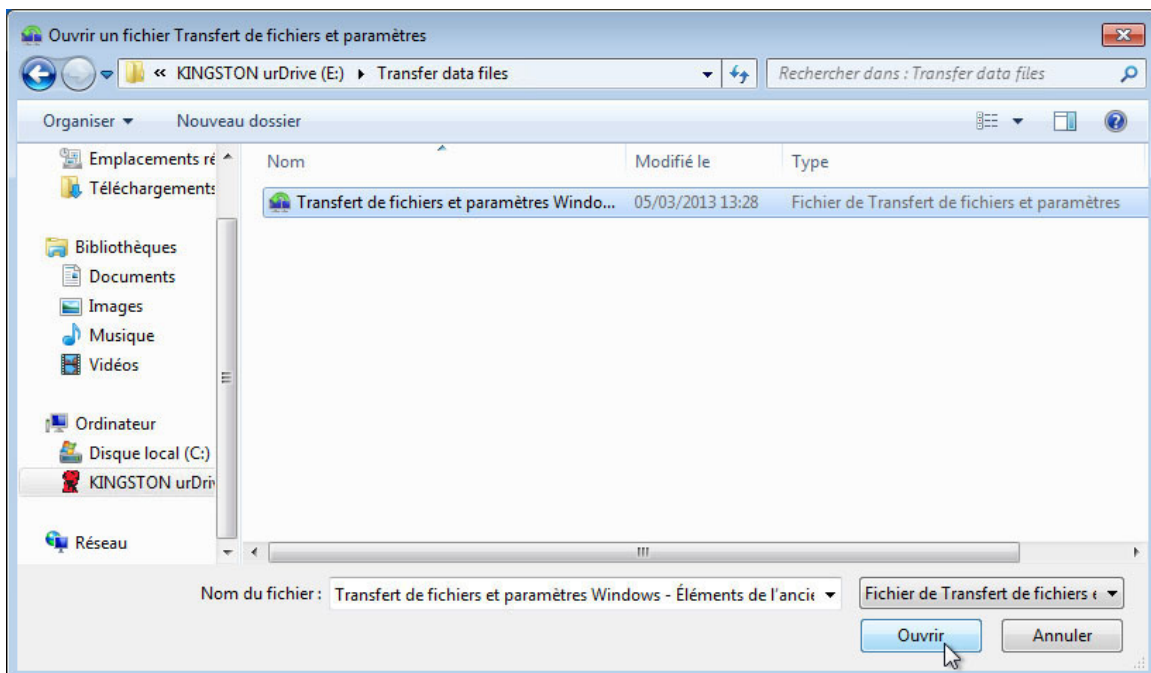 Ouvrir un fichier Transfert de fichiers et paramètres
« KINGSTON urDrive (E:) Transfer data files
Rechercher dans : Transfer data files
Organiser Nouveau dossier
Nom Modifié le Type
Emplacements ré
Téléchargements
Transfert de fichiers et paramètres Windo... 05/03/2013 13:28 Fichier de Transfert de fichiers et paramètres
Bibliothèques
Documents
Images
Musique
Vidéos
Ordinateur
Disque local (C:)
KINGSTON urDri
Réseau
Nom du fichier : Transfert de fichiers et paramètres Windows - Éléments de l'ancie
Fichier de Transfert de fichiers e
Ouvrir Annuler